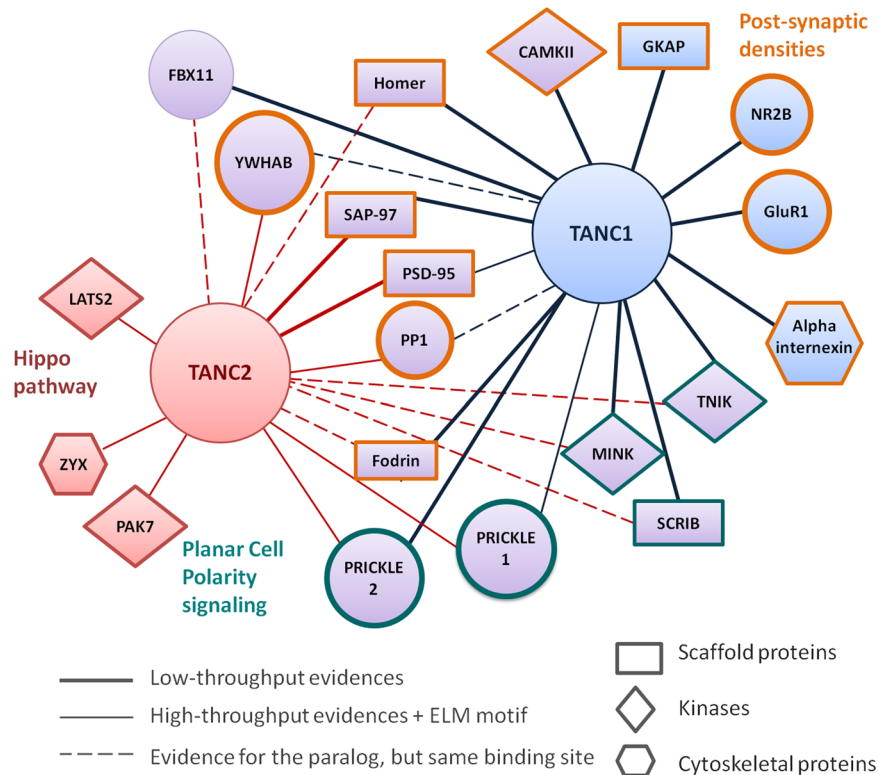 Post-synaptic
densities
CAMKII
GKAP
FBX11
Homer
NR2B
YWHAB
SAP-97
GluR1
TANC1
PSD-95
LATS2
PP1
Alpha
internexin
Hippo
pathway
TANC2
TNIK
MINK
Fodrin
ZYX
PAK7
SCRIB
PRICKLE
1
Planar Cell
Polarity
signaling
PRICKLE
2
Low-throughput evidences
High-throughput evidences + ELM motif
Evidence for the paralog, but same binding site
Scaffold proteins
Kinases
Cytoskeletal proteins